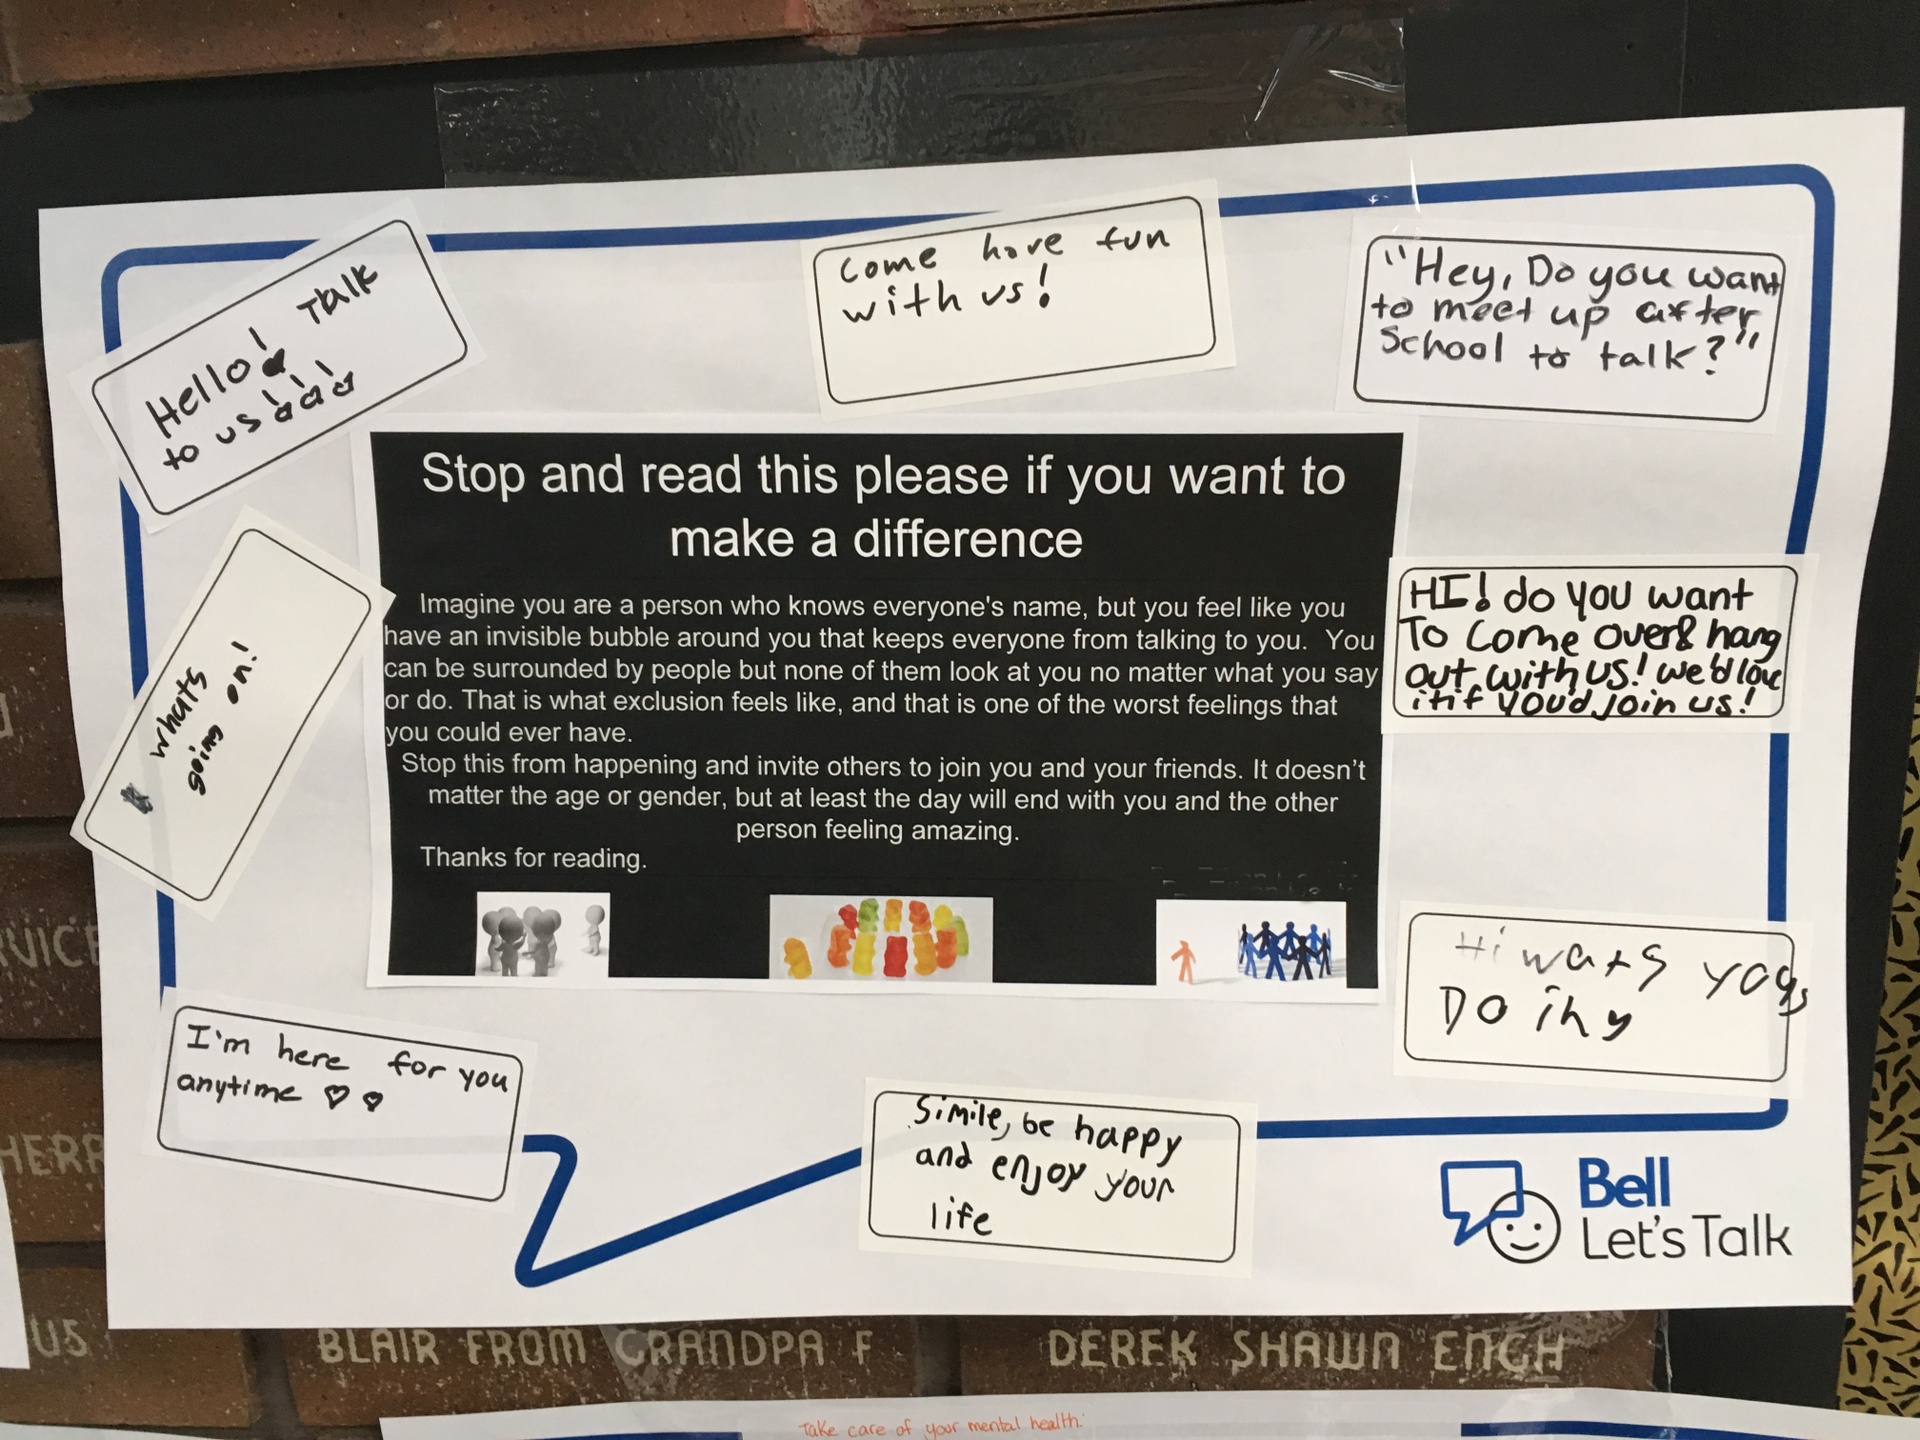 Hello! Talk
to us
Come have fun
with us!
"Hey, Do you want
to meet up after
School to talk?"
Stop and read this please if you want to
make a difference
Imagine you are a person who knows everyone's name, but you feel like you
have an invisible bubble around you that keeps everyone from talking to you. You
can be surrounded by people but none of them look at you no matter what you say
or do. That is what exclusion feels like, and that is one of the worst feelings that
you could ever have.
Stop this from happening and invite others to join you and your friends. It doesn't
matter the age or gender, but at least the day will end with you and the other
person feeling amazing.
Thanks for reading.
whats
going on!
HI! do you want
To Come over & hang
out with us! we'd love
it if you'd join us!
Hi wats
DO ihy
I'm here for you
anytime ♡♡
Simile, be happy
and enjoy your
life
Bell
Let's Talk
RVICE
HERR
US
BLAIR FROM GRANDPA F
DEREK SHAWN ENGH
Take care of your mental health.